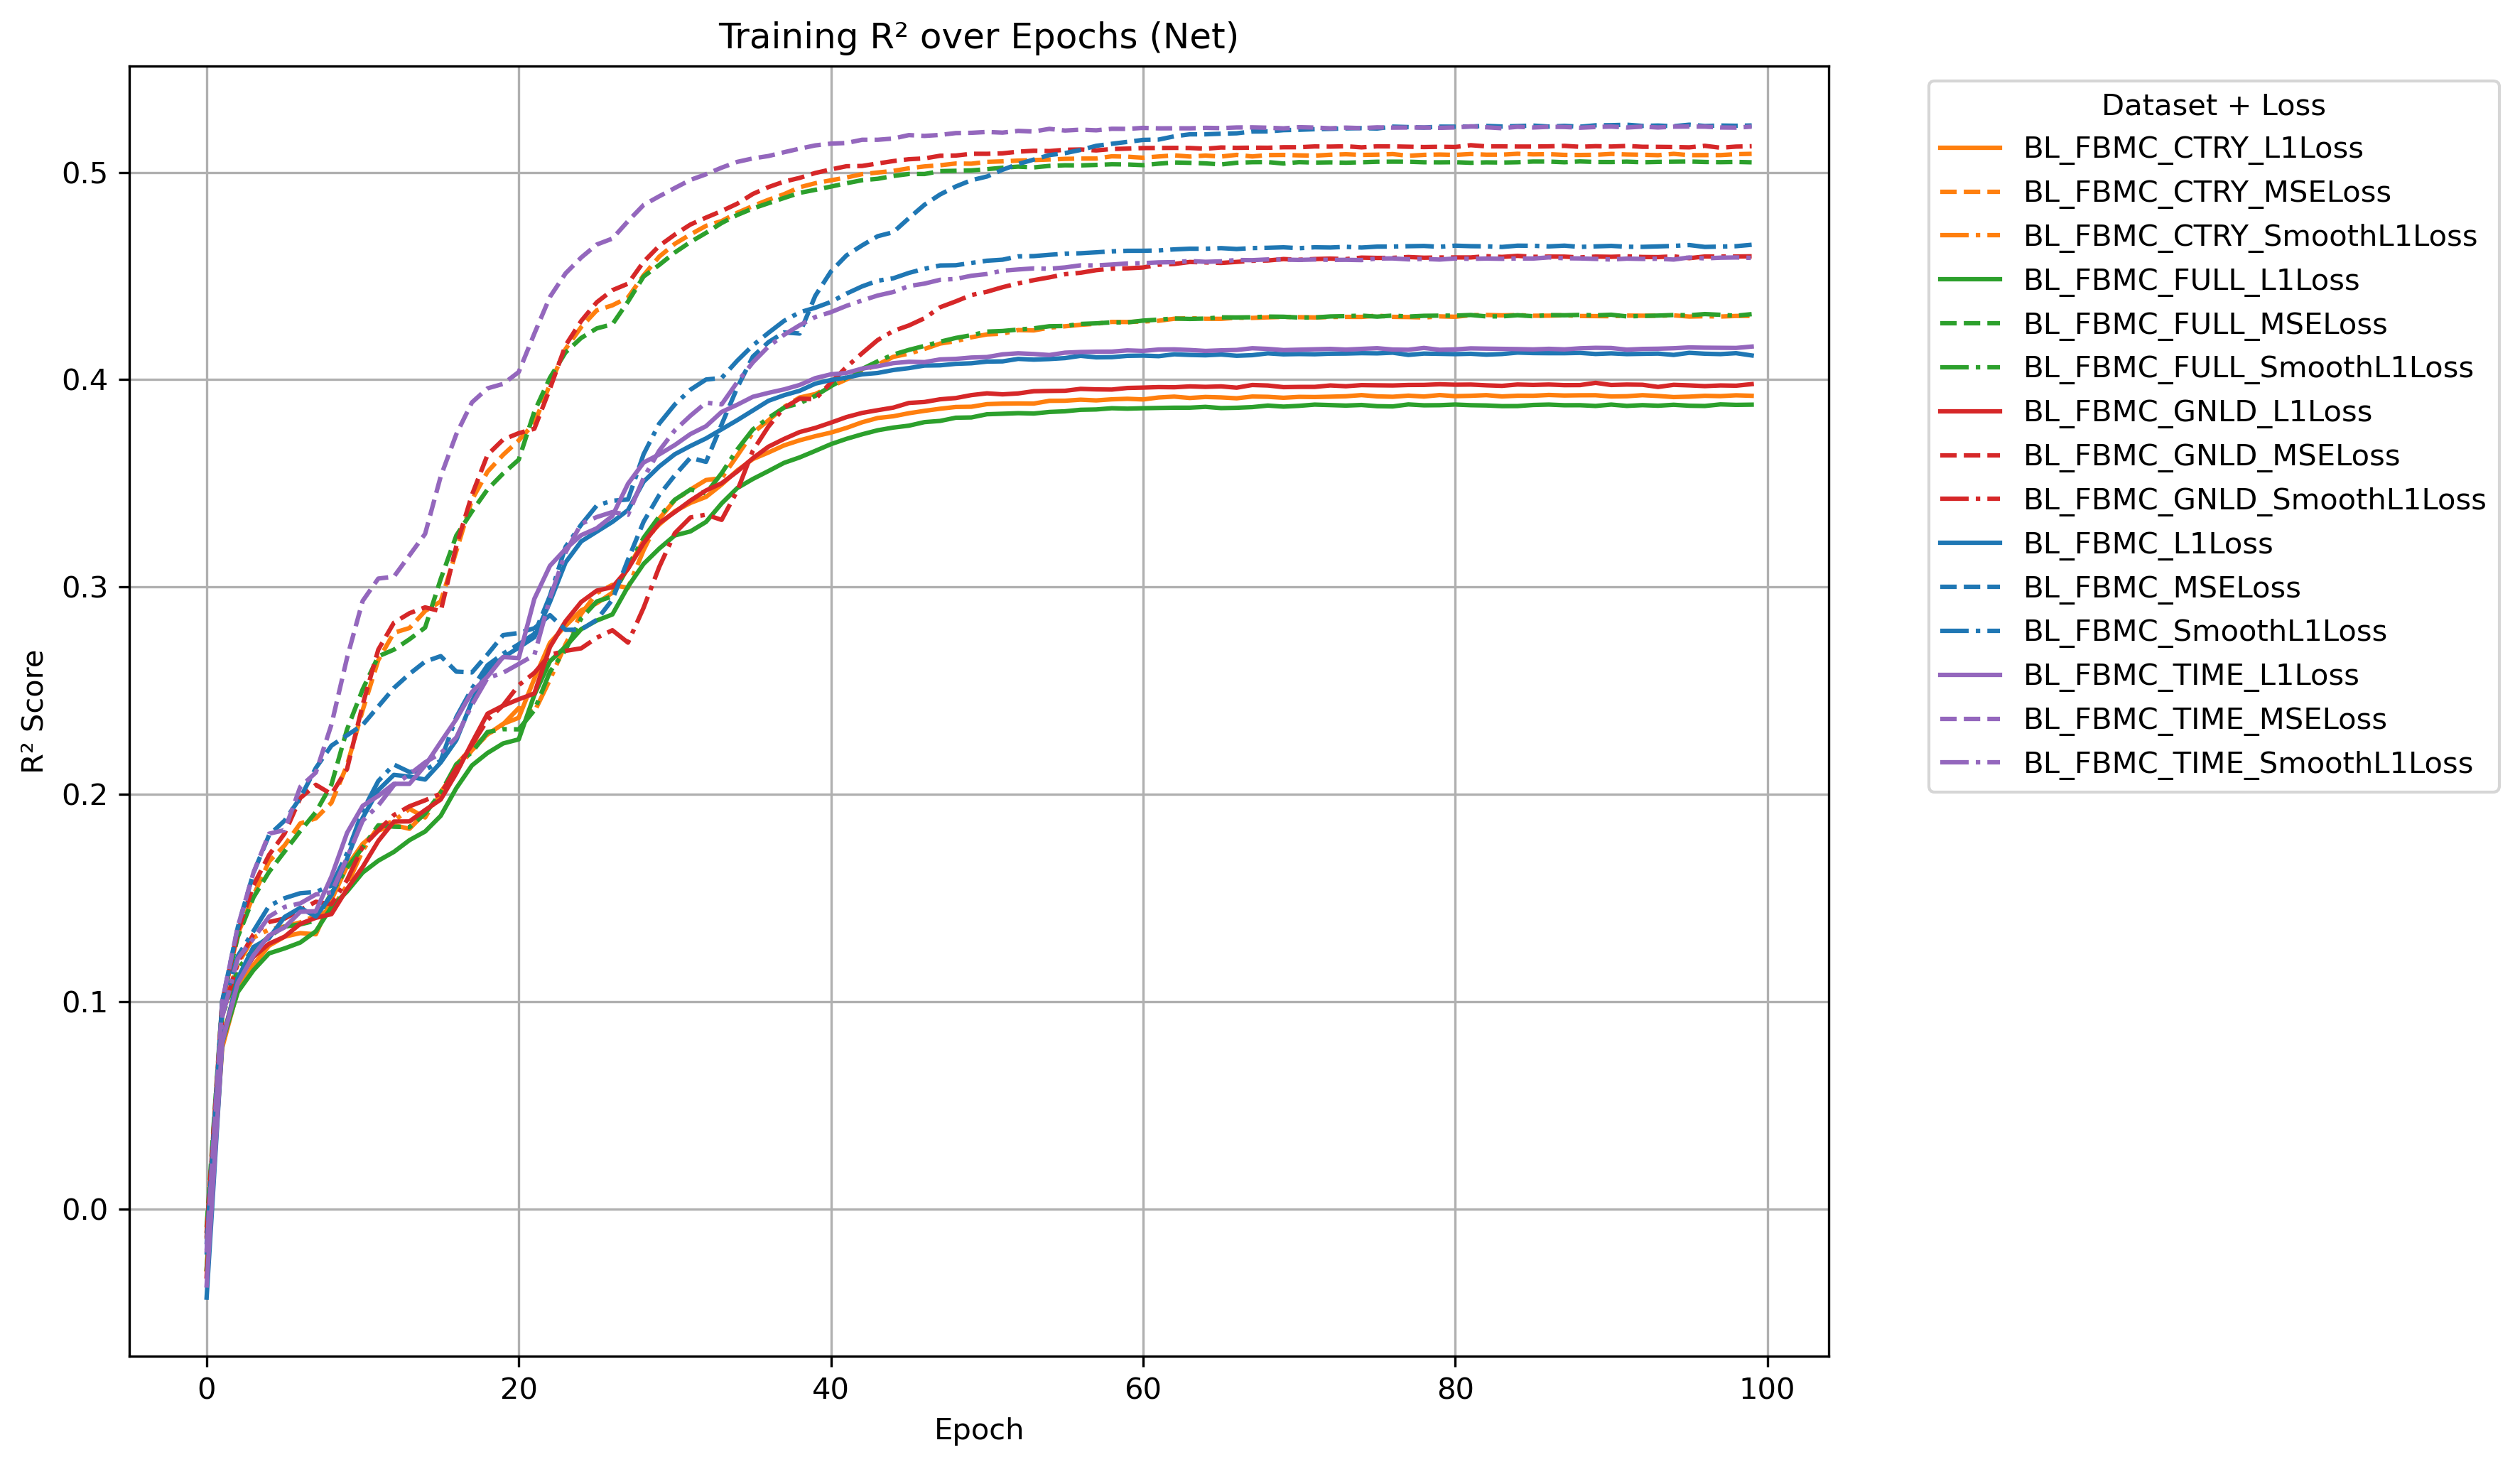 Training R² over Epochs (Net)
R² Score
0.5
0.4
0.3
0.2
0.1
0.0
0 20 40 60 80 100
Epoch
Dataset + Loss
BL_FBMC_CTRY_L1Loss
BL_FBMC_CTRY_MSELoss
BL_FBMC_CTRY_SmoothL1Loss
BL_FBMC_FULL_L1Loss
BL_FBMC_FULL_MSELoss
BL_FBMC_FULL_SmoothL1Loss
BL_FBMC_GNLD_L1Loss
BL_FBMC_GNLD_MSELoss
BL_FBMC_GNLD_SmoothL1Loss
BL_FBMC_L1Loss
BL_FBMC_MSELoss
BL_FBMC_SmoothL1Loss
BL_FBMC_TIME_L1Loss
BL_FBMC_TIME_MSELoss
BL_FBMC_TIME_SmoothL1Loss